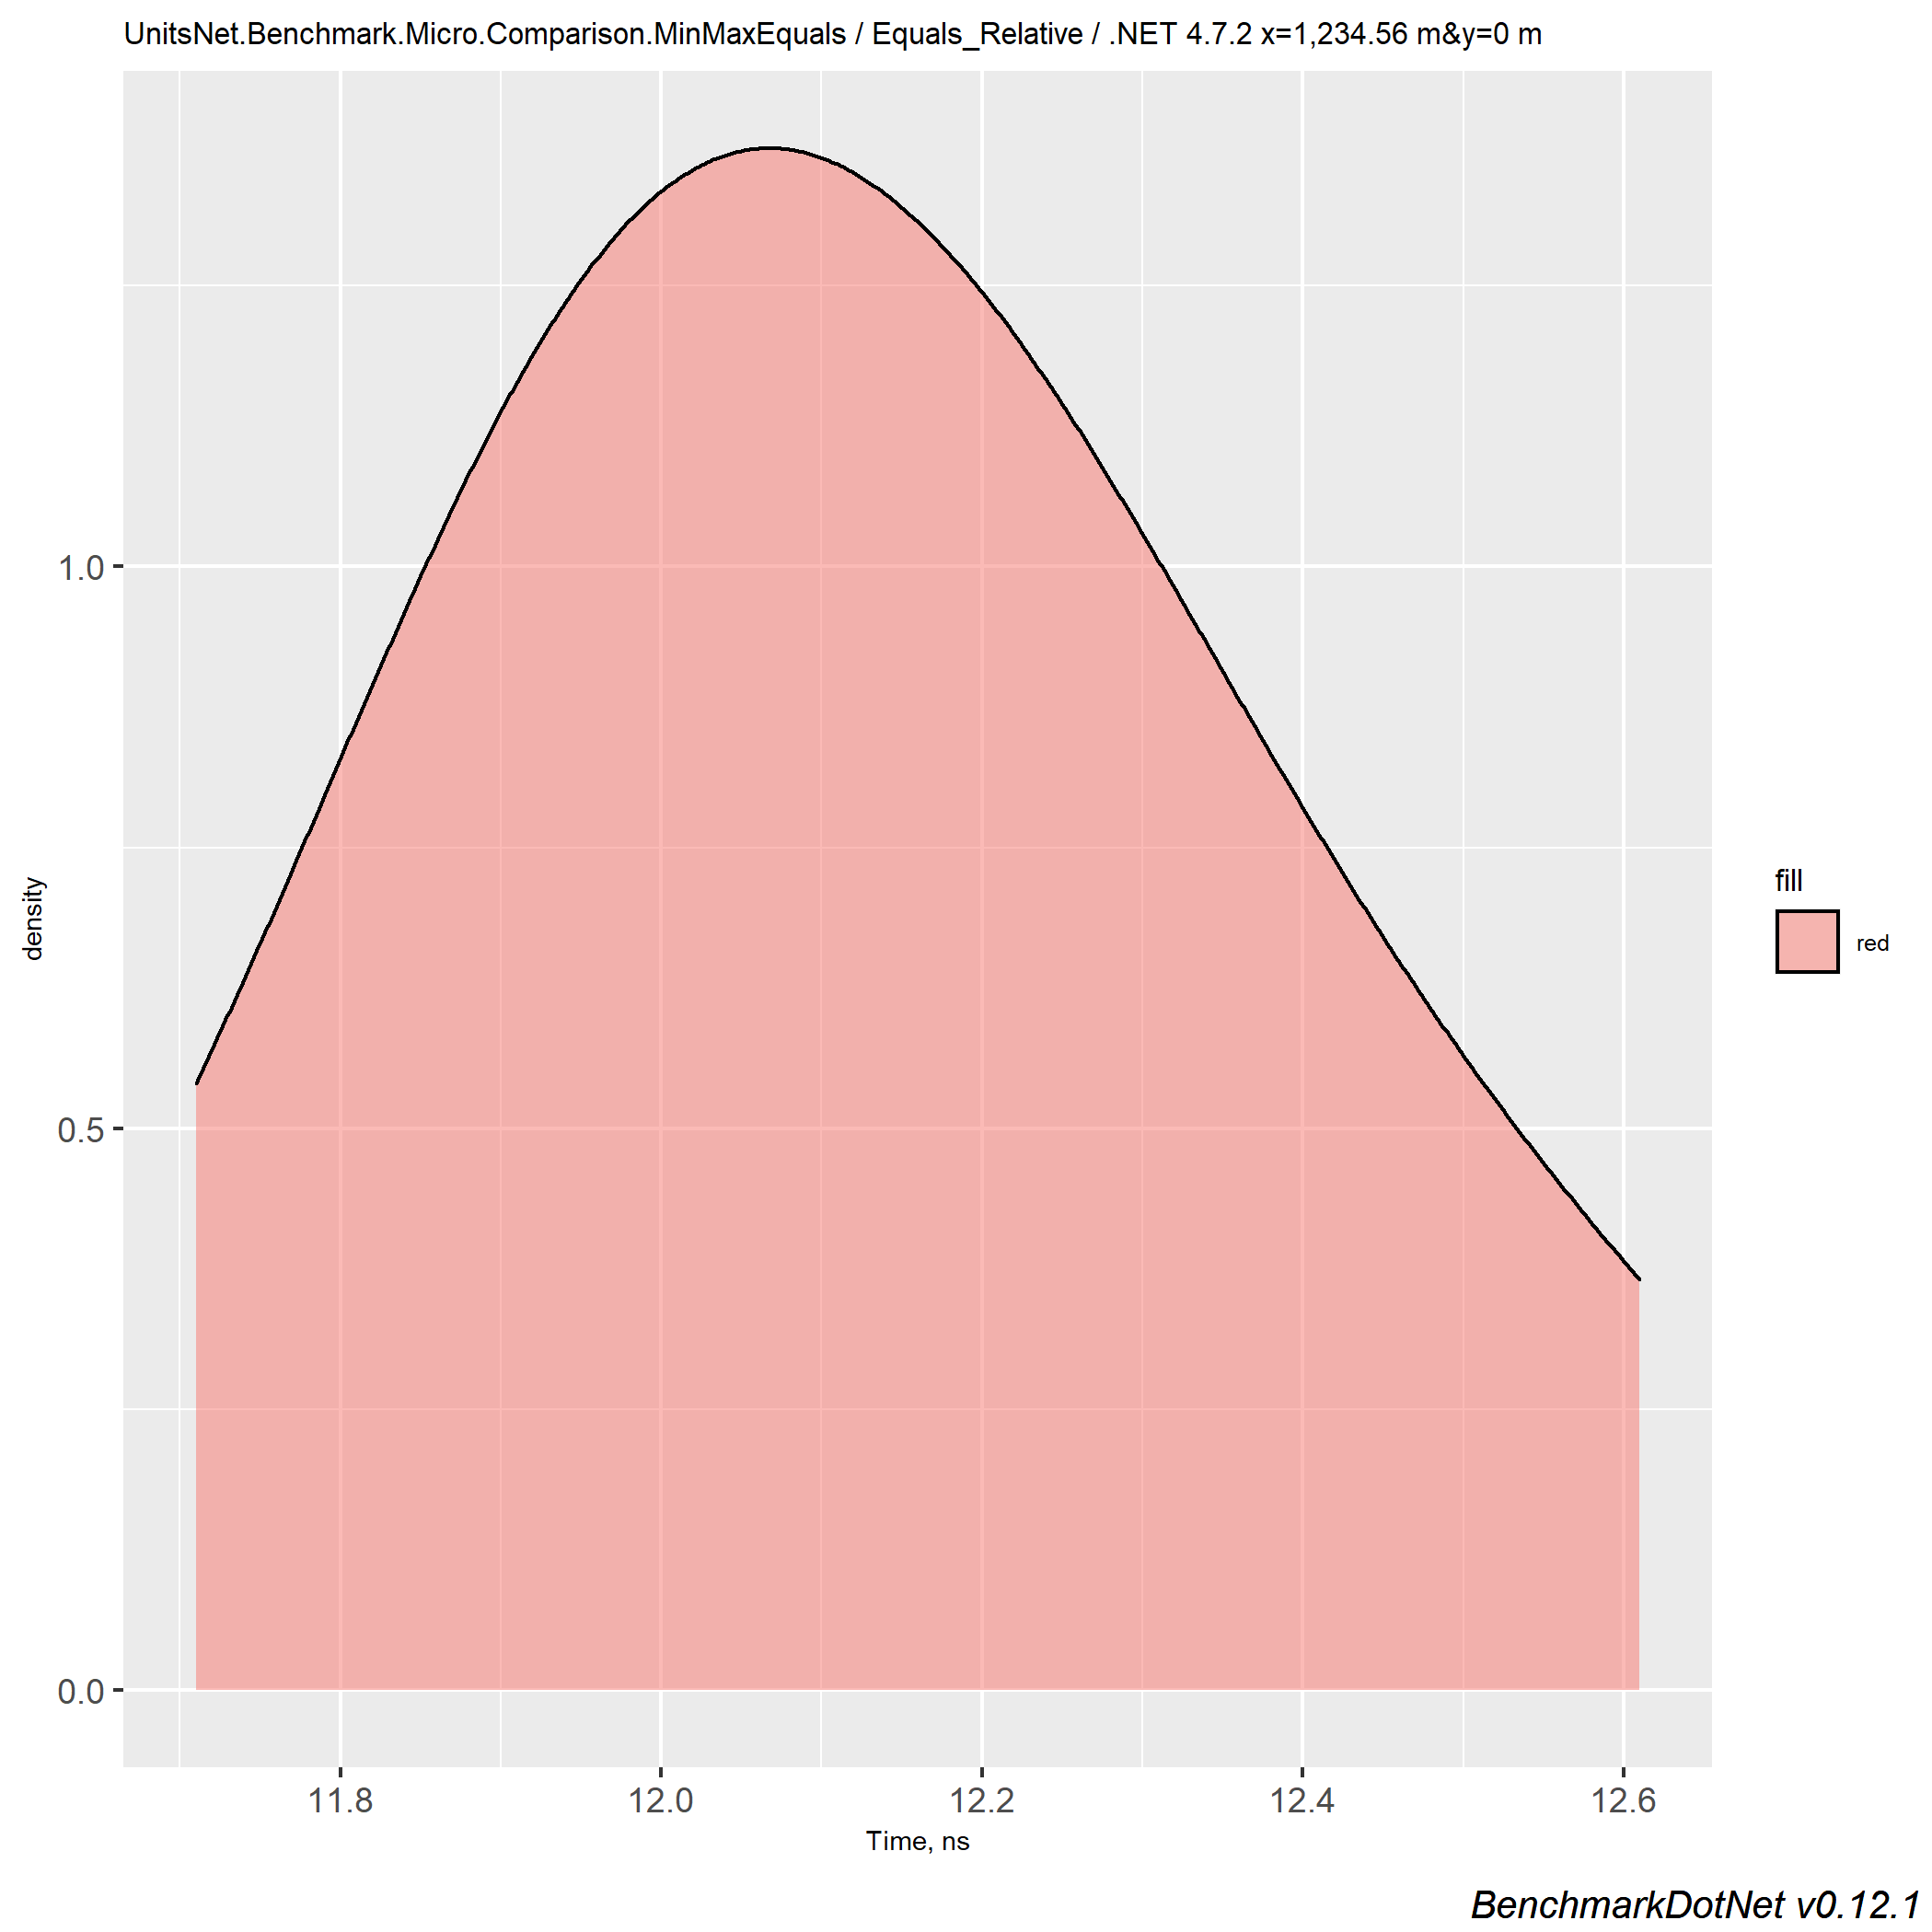 UnitsNet.Benchmark.Micro.Comparison.MinMaxEquals / Equals_Relative / .NET 4.7.2 x=1,234.56 m&y=0 m
1.0
0.5
0.0
density
11.8 12.0 12.2 12.4 12.6
Time, ns
fill
red
BenchmarkDotNet v0.12.1